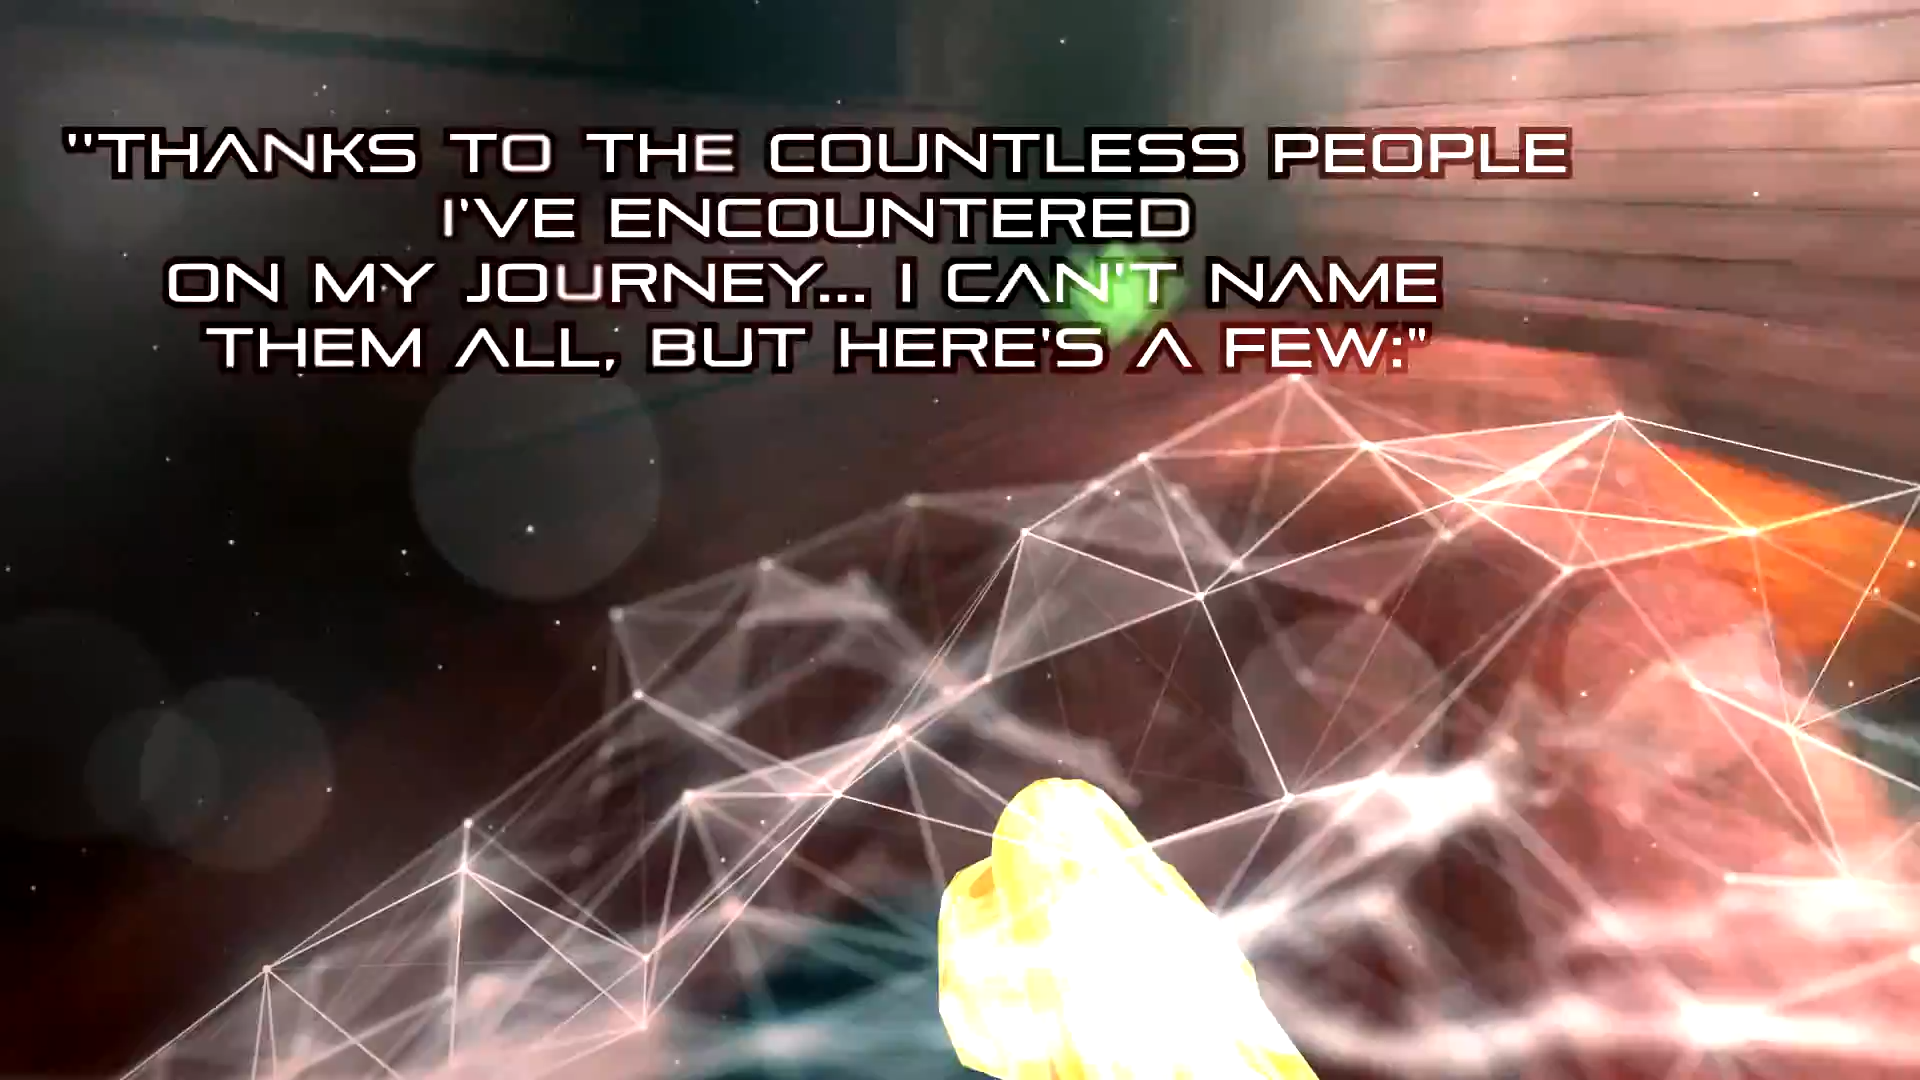 "THANKS TO THE COUNTLESS PEOPLE
I'VE ENCOUNTERED
ON MY JOURNEY... I CAN'T NAME
THEM ALL, BUT HERE'S A FEW:"